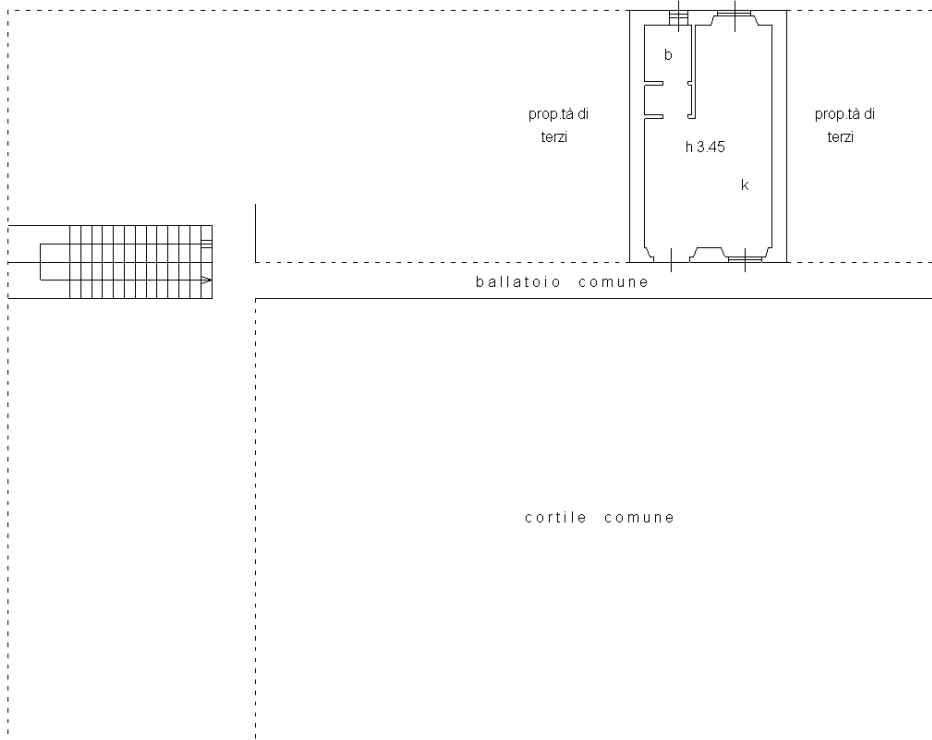 b
prop.tà di
terzi
prop.tà di
terzi
h 3.45
k
ballatoio comune
cortile comune